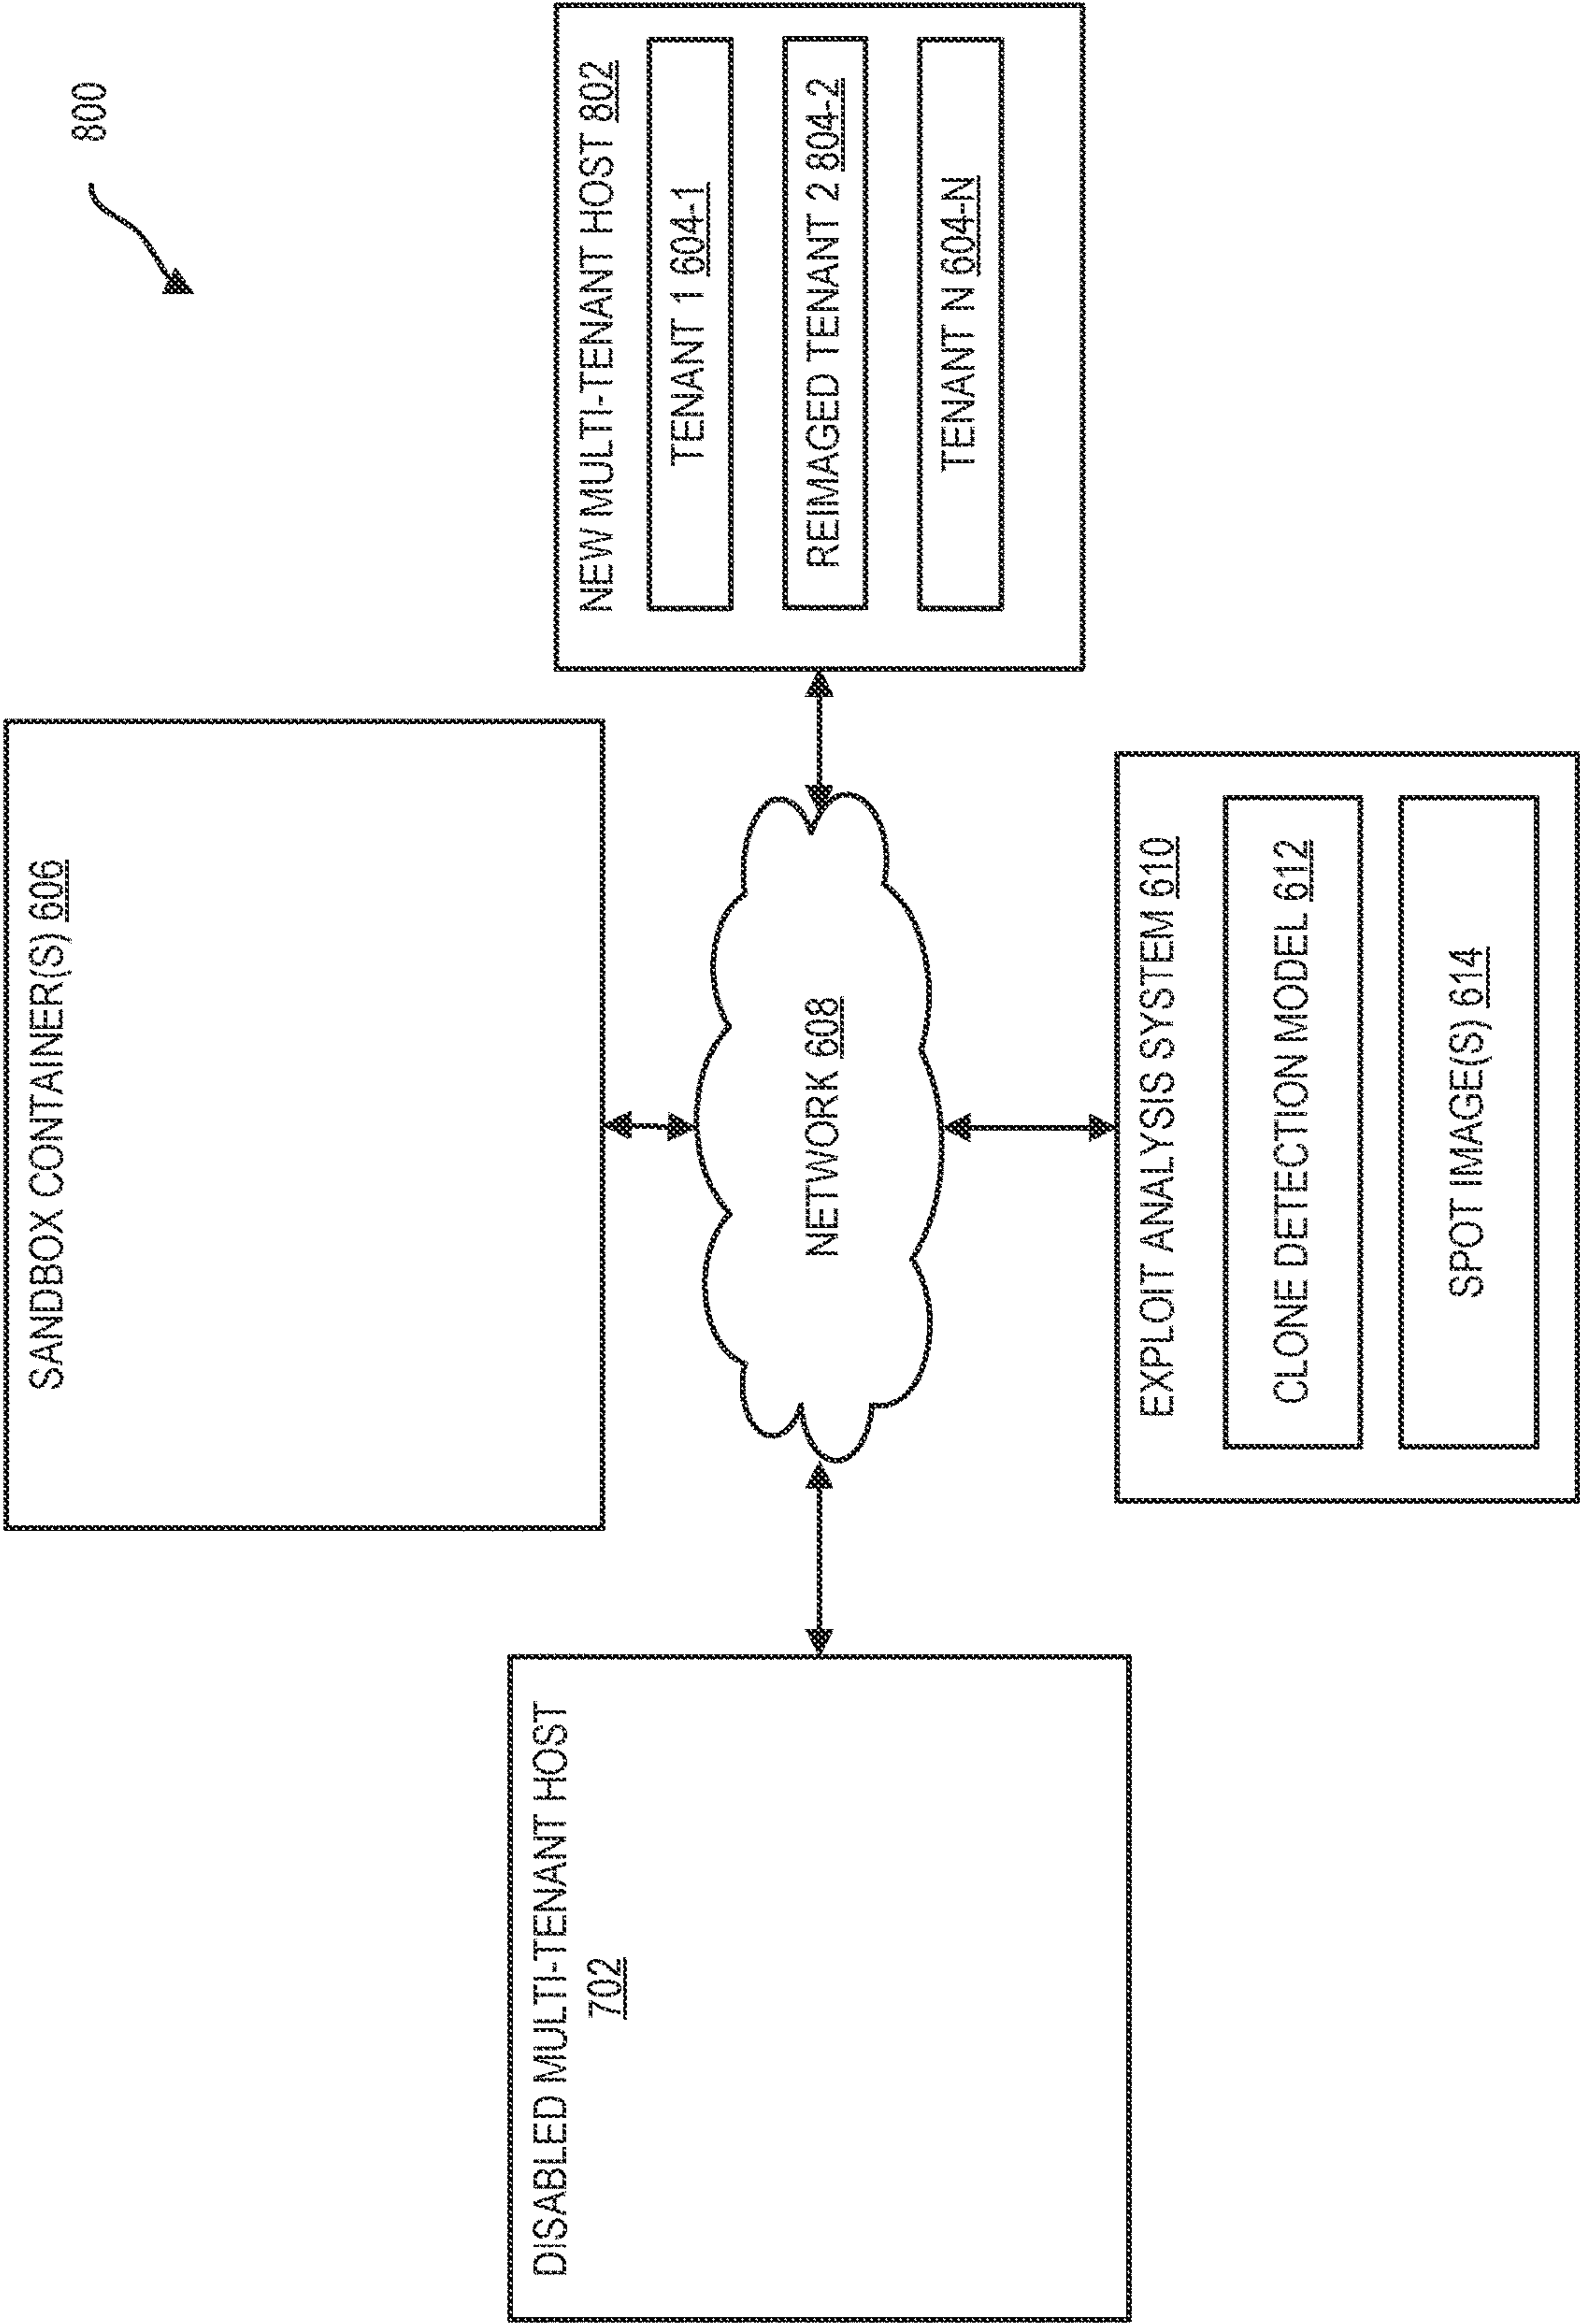 800
SANDBOX CONTAINER(S) 606
DISABLED MULTI-TENANT HOST
702
NETWORK 608
NEW MULTI-TENANT HOST 802
TENANT 1 604-1
REIMAGED TENANT 2 804-2
TENANT N 604-N
EXPLOIT ANALYSIS SYSTEM 610
CLONE DETECTION MODEL 612
SPOT IMAGE(S) 614